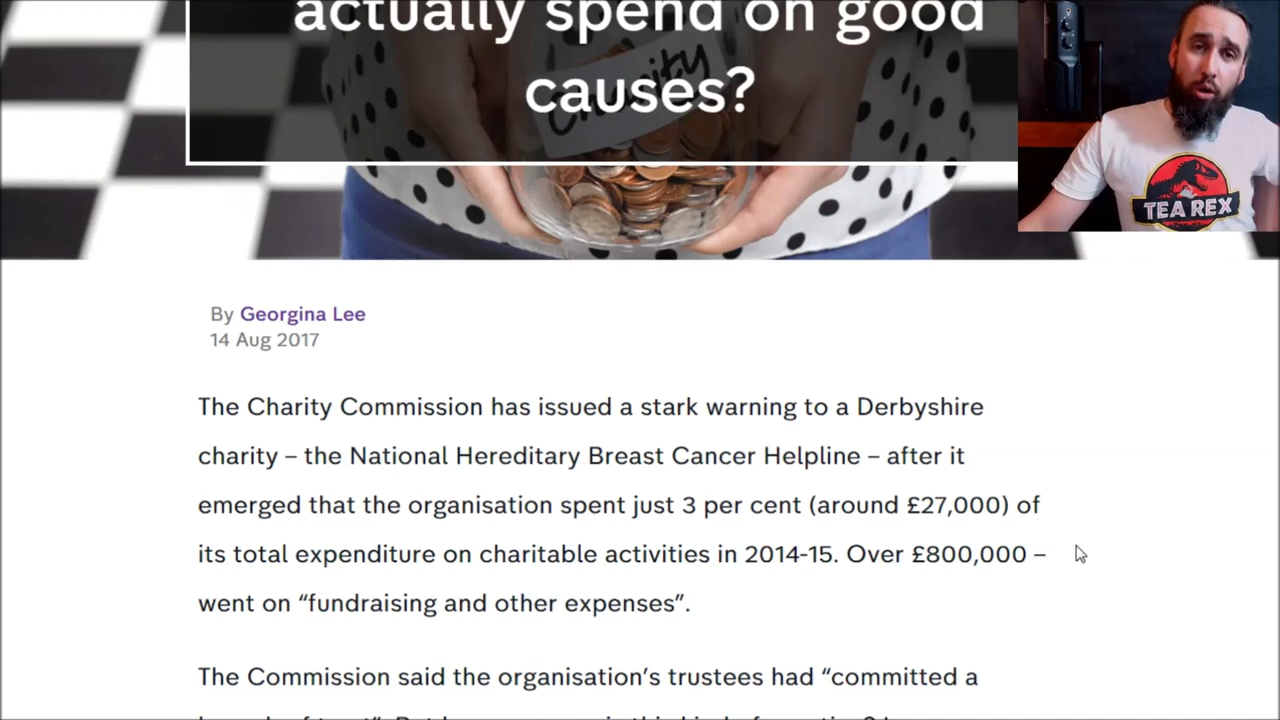 actually spend on good
causes?
Charity
TEA REX
By Georgina Lee
14 Aug 2017
The Charity Commission has issued a stark warning to a Derbyshire
charity – the National Hereditary Breast Cancer Helpline – after it
emerged that the organisation spent just 3 per cent (around £27,000) of
its total expenditure on charitable activities in 2014-15. Over £800,000 –
went on “fundraising and other expenses”.
The Commission said the organisation’s trustees had “committed a